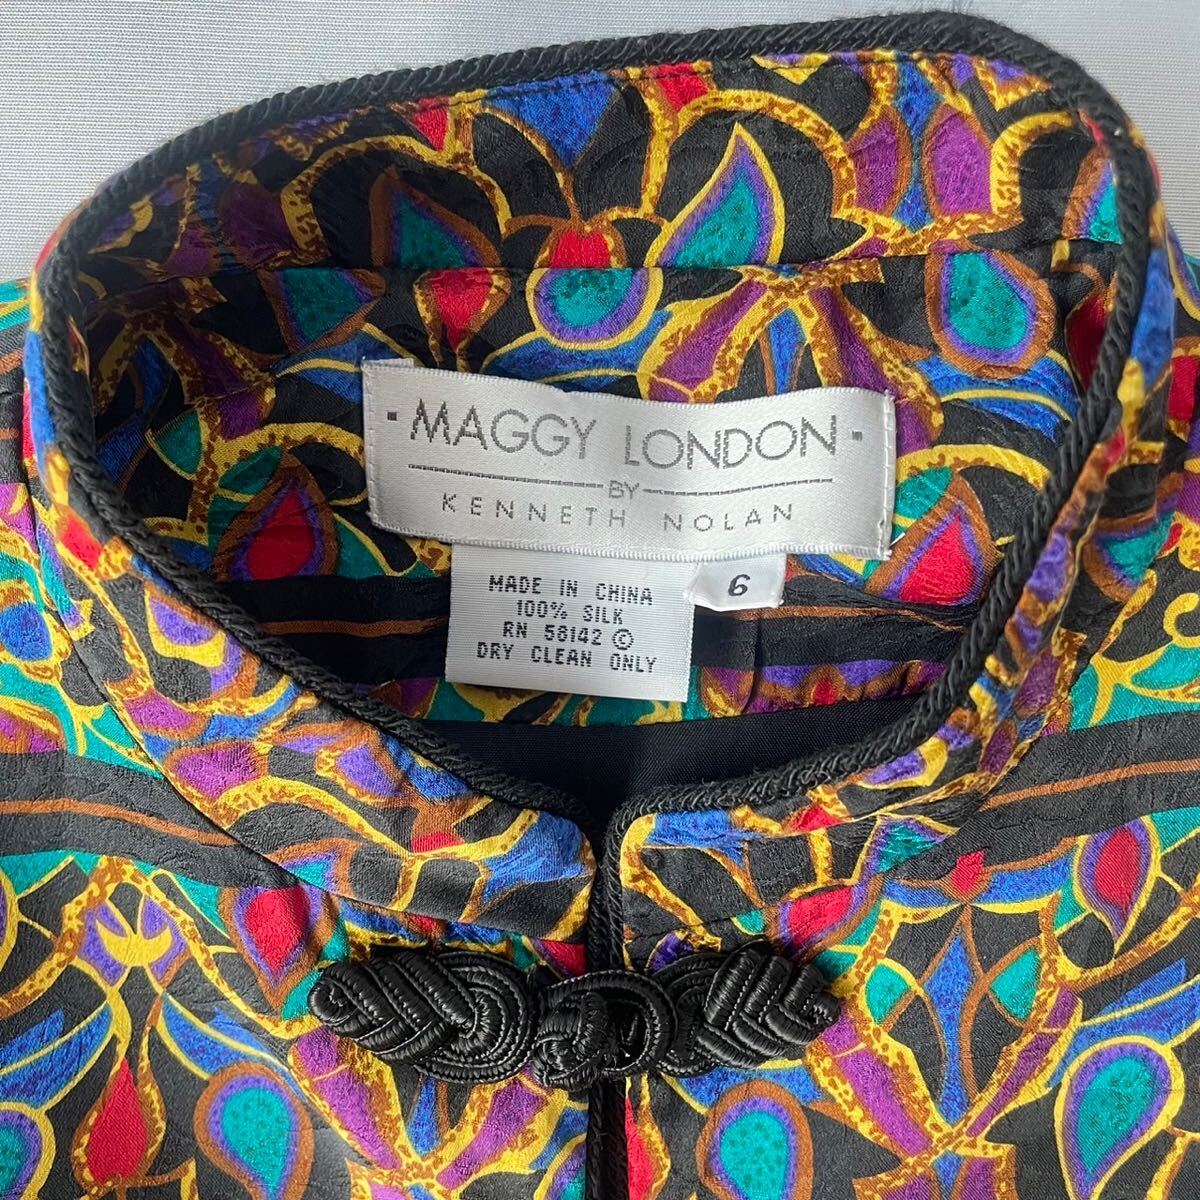 · MAGGY LONDON ·
BY
KENNETH NOLAN
6
MADE IN CHINA
100% SILK
RN 58142 ©
DRY CLEAN ONLY